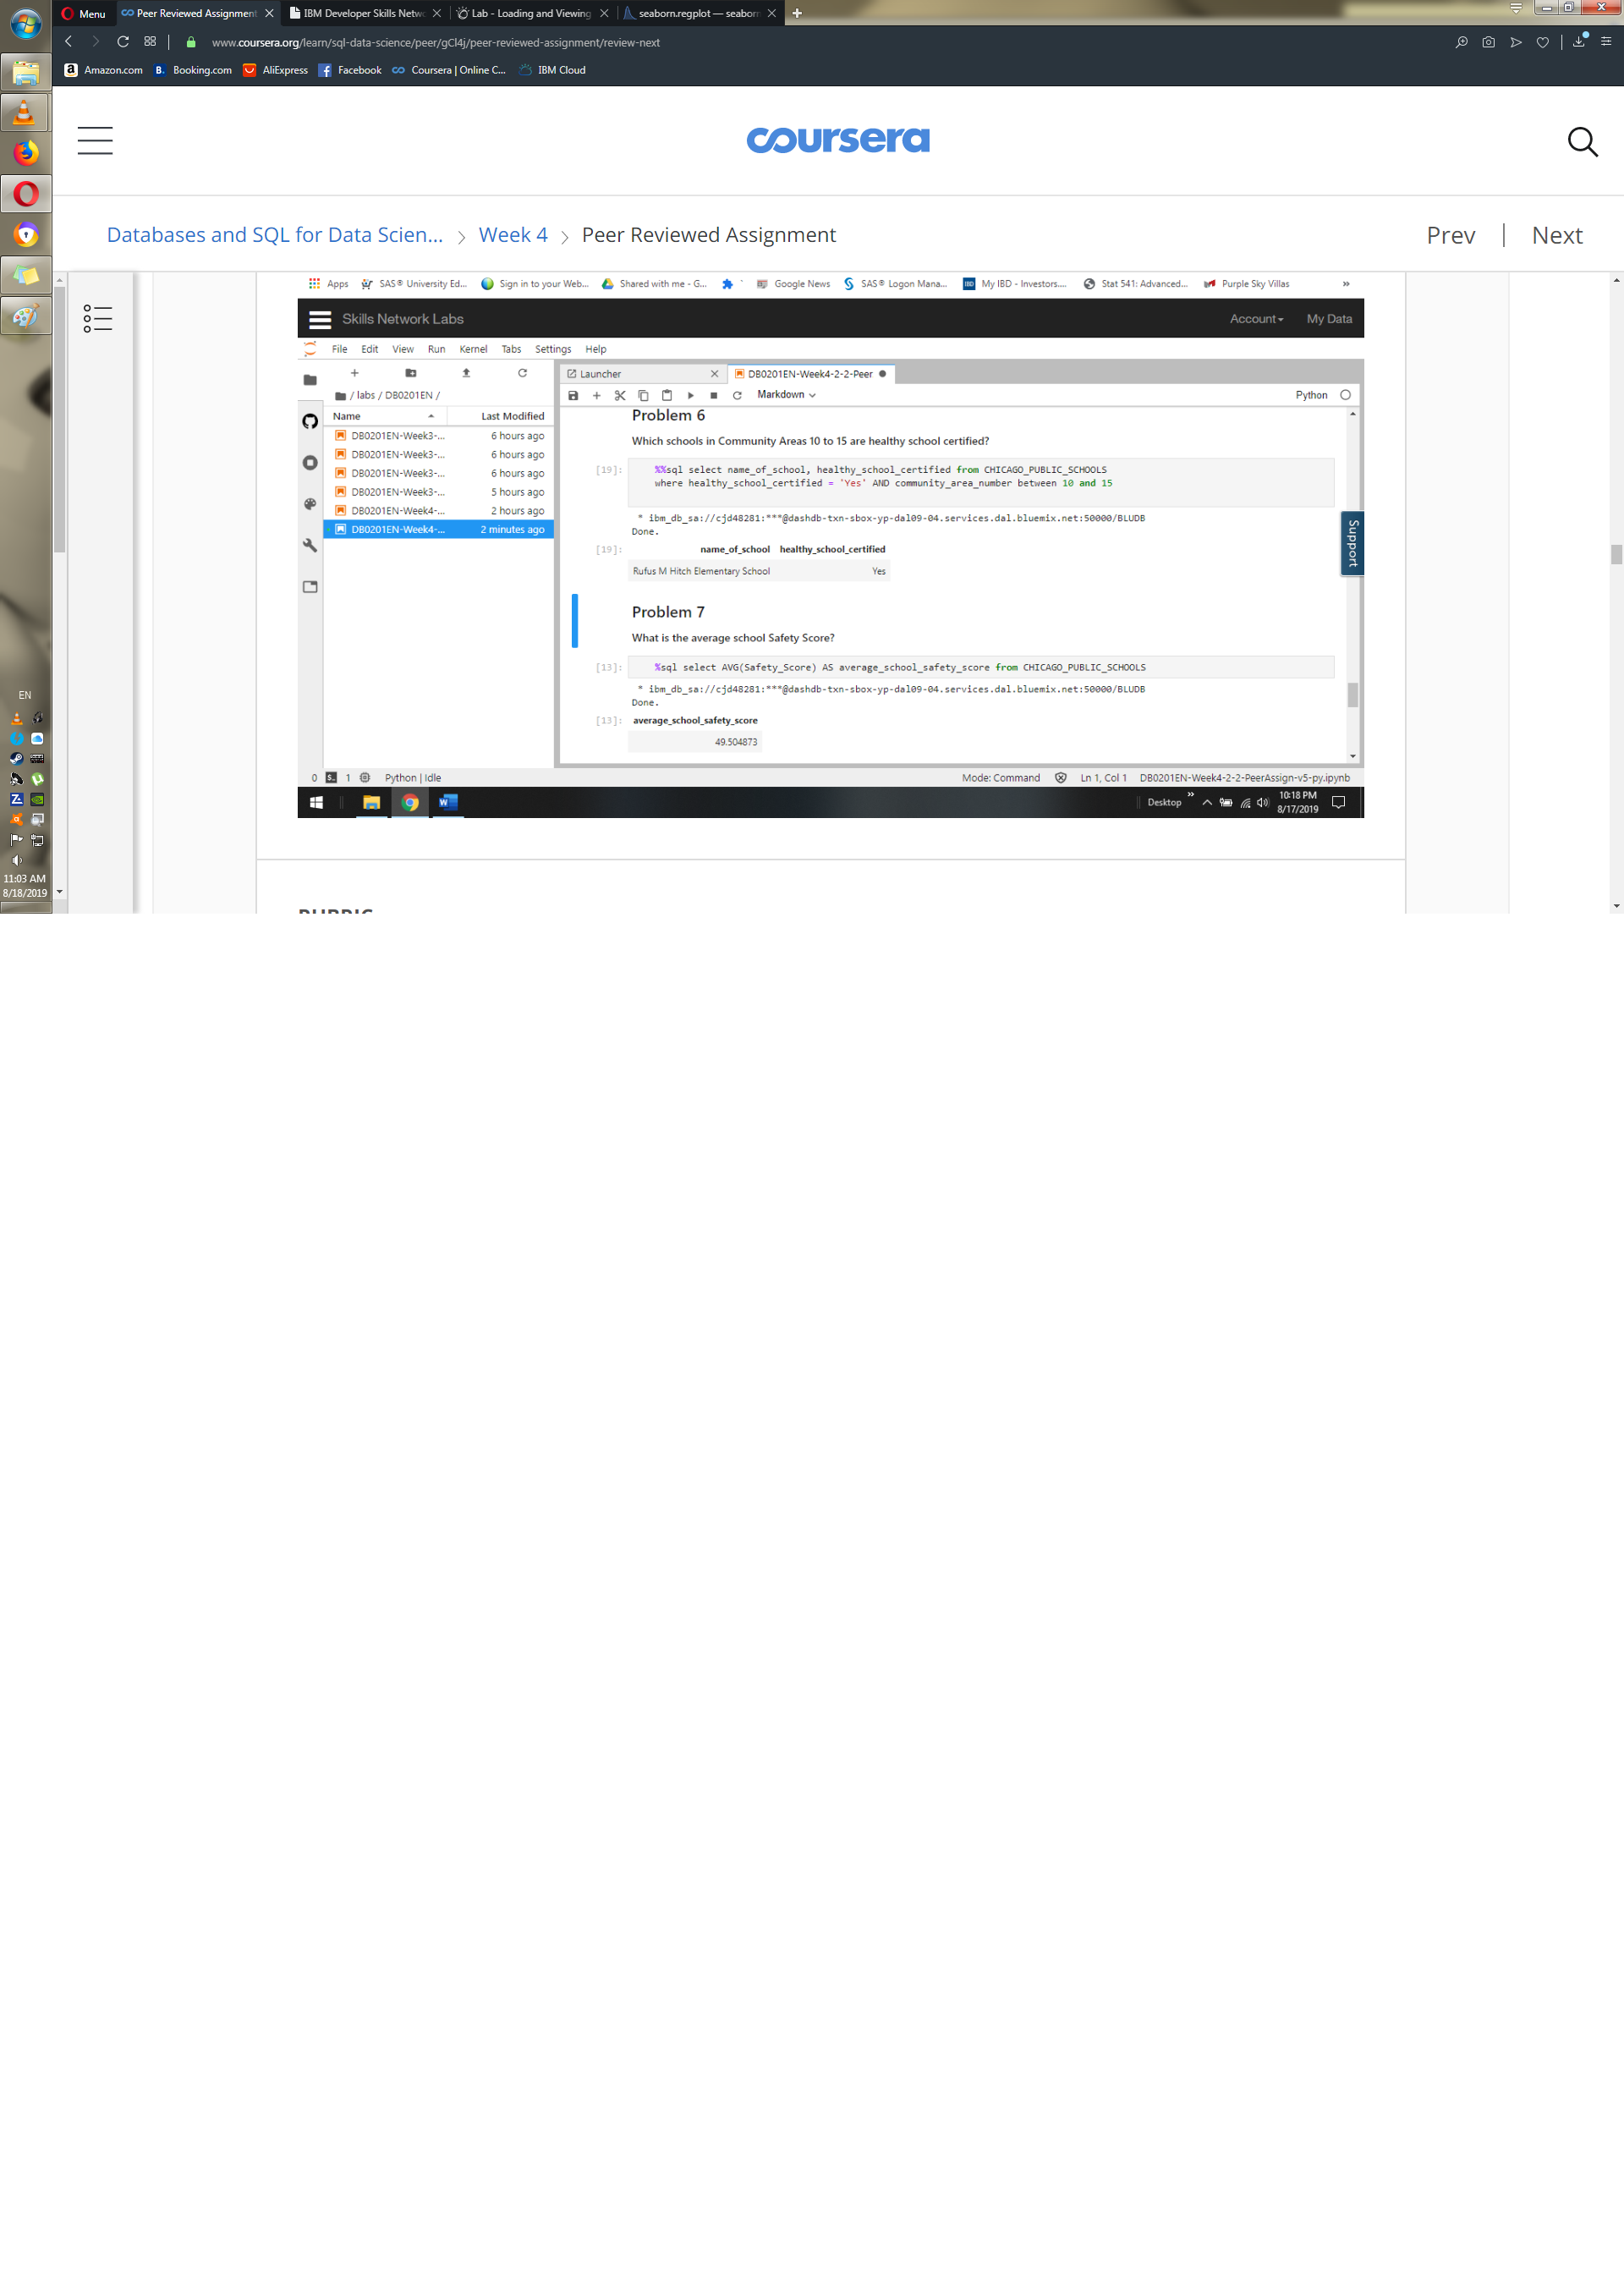 Menu
Peer Reviewed Assignment
IBM Developer Skills Netwo
Lab - Loading and Viewing
seaborn.regplot — seaborn
www.coursera.org/learn/sql-data-science/peer/gCl4j/peer-reviewed-assignment/review-next
Amazon.com
Booking.com
AliExpress
Facebook
Coursera | Online C...
IBM Cloud
coursera
Databases and SQL for Data Scien...
Week 4
Peer Reviewed Assignment
Prev
Next
Apps
SAS® University Ed...
Sign in to your Web...
Shared with me - G...
Google News
SAS® Logon Mana...
My IBD - Investors....
Stat 541: Advanced...
Purple Sky Villas
»
Skills Network Labs
Account
My Data
File Edit View Run Kernel Tabs Settings Help
/ labs / DB0201EN /
Name Last Modified
DB0201EN-Week3-... 6 hours ago
DB0201EN-Week3-... 6 hours ago
DB0201EN-Week3-... 6 hours ago
DB0201EN-Week3-... 5 hours ago
DB0201EN-Week4-... 2 hours ago
DB0201EN-Week4-... 2 minutes ago
Launcher
DB0201EN-Week4-2-2-Peer
Markdown
Python
Problem 6
Which schools in Community Areas 10 to 15 are healthy school certified?
[19]: %%sql select name_of_school, healthy_school_certified from CHICAGO_PUBLIC_SCHOOLS
where healthy_school_certified = 'Yes' AND community_area_number between 10 and 15
* ibm_db_sa://cjd48281:***@dashdb-txn-sbox-yp-dal09-04.services.dal.bluemix.net:50000/BLUDB
Done.
[19]: name_of_school healthy_school_certified
Rufus M Hitch Elementary School Yes
Problem 7
What is the average school Safety Score?
[13]: %sql select AVG(Safety_Score) AS average_school_safety_score from CHICAGO_PUBLIC_SCHOOLS
* ibm_db_sa://cjd48281:***@dashdb-txn-sbox-yp-dal09-04.services.dal.bluemix.net:50000/BLUDB
Done.
[13]: average_school_safety_score
49.504873
Support
0 1 Python | Idle
Mode: Command Ln 1, Col 1 DB0201EN-Week4-2-2-PeerAssign-v5-py.ipynb
Desktop
10:18 PM
8/17/2019
RUBRIC
EN
11:03 AM
8/18/2019